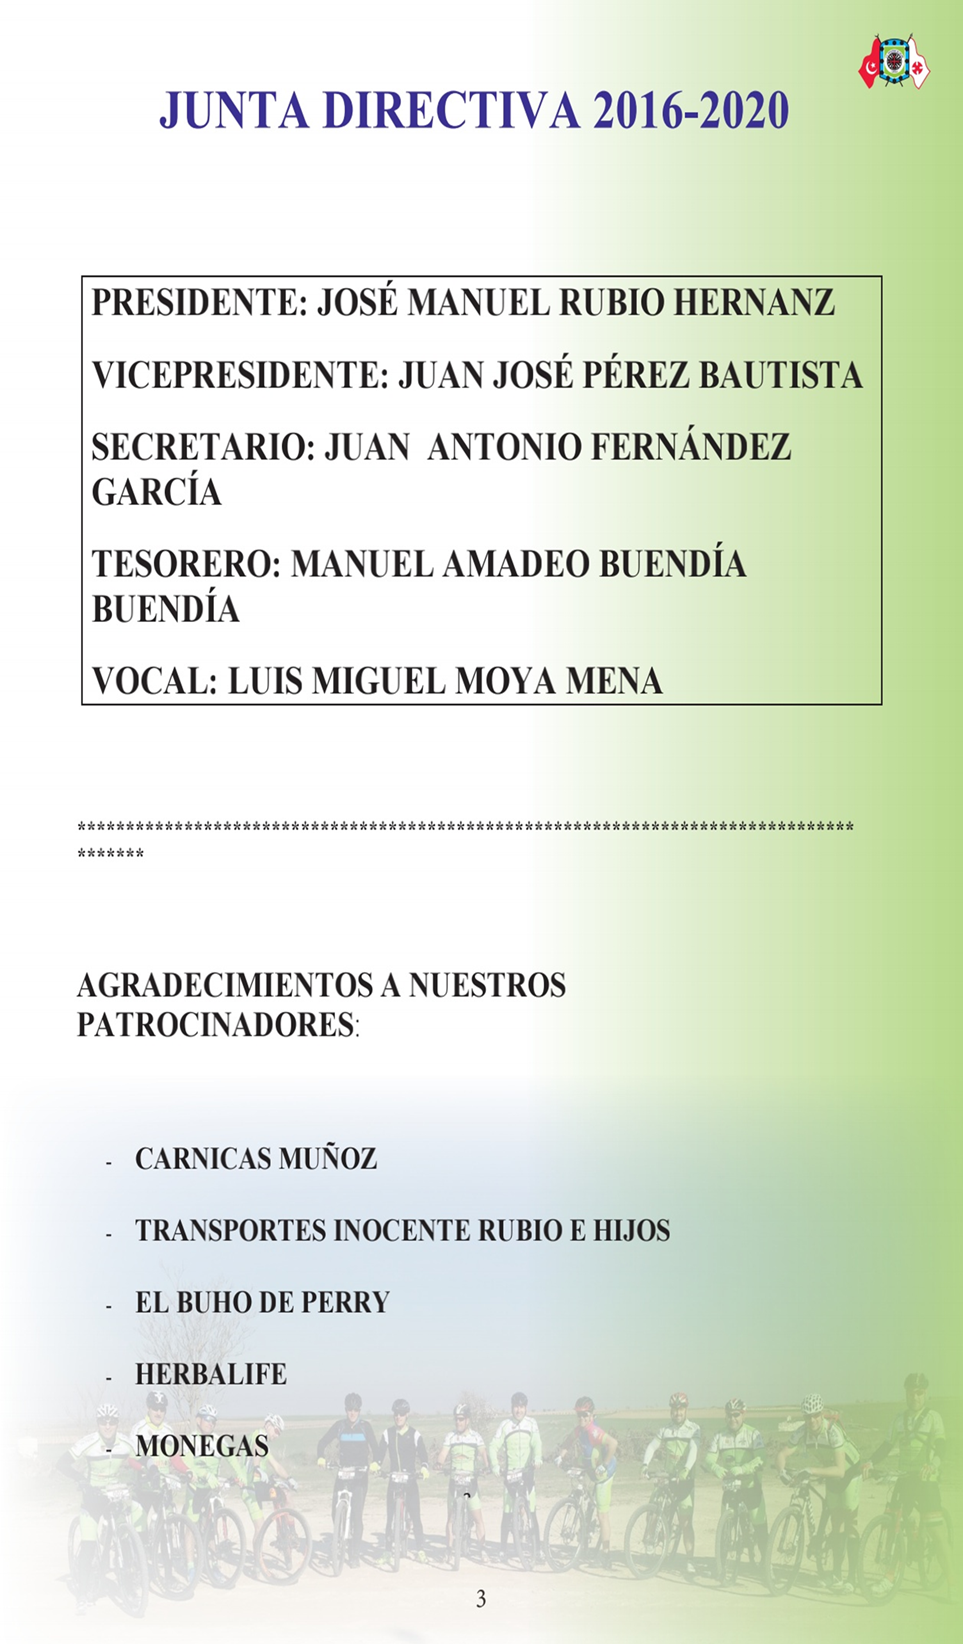 JUNTA DIRECTIVA 2016-2020
PRESIDENTE: JOSÉ MANUEL RUBIO HERNANZ
VICEPRESIDENTE: JUAN JOSÉ PÉREZ BAUTISTA
SECRETARIO: JUAN  ANTONIO FERNÁNDEZ
GARCÍA
TESORERO: MANUEL AMADEO BUENDÍA
BUENDÍA
VOCAL: LUIS MIGUEL MOYA MENA
********************************************************************************
*******
AGRADECIMIENTOS A NUESTROS
PATROCINADORES:
- CARNICAS MUÑOZ
- TRANSPORTES INOCENTE RUBIO E HIJOS
- EL BUHO DE PERRY
- HERBALIFE
- MONEGAS
3